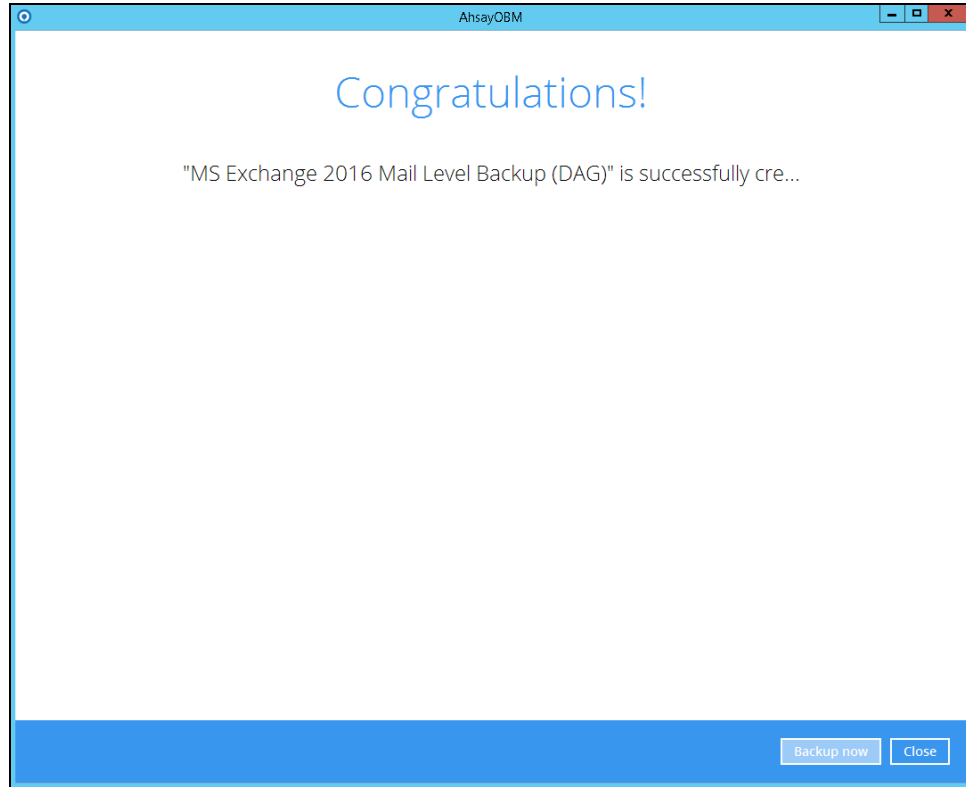 AhsayOBM
Congratulations!
"MS Exchange 2016 Mail Level Backup (DAG)" is successfully cre...
Backup now Close